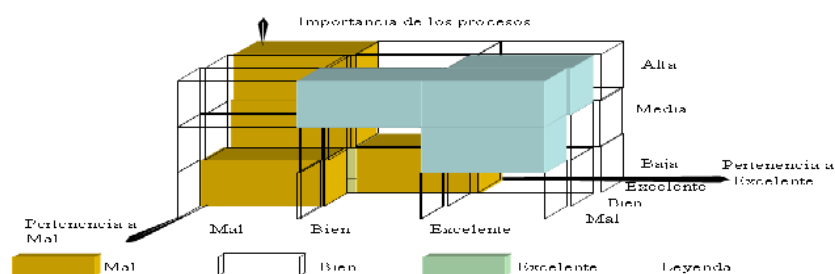 Importancia de los procesos
Alta
Media
Baja
Pertenencia a
Excelente
Excelente
Bien
Mal
Pertenencia a
Mal
Mal
Bien
Excelente
Mal
Bien
Excelente
Leyenda